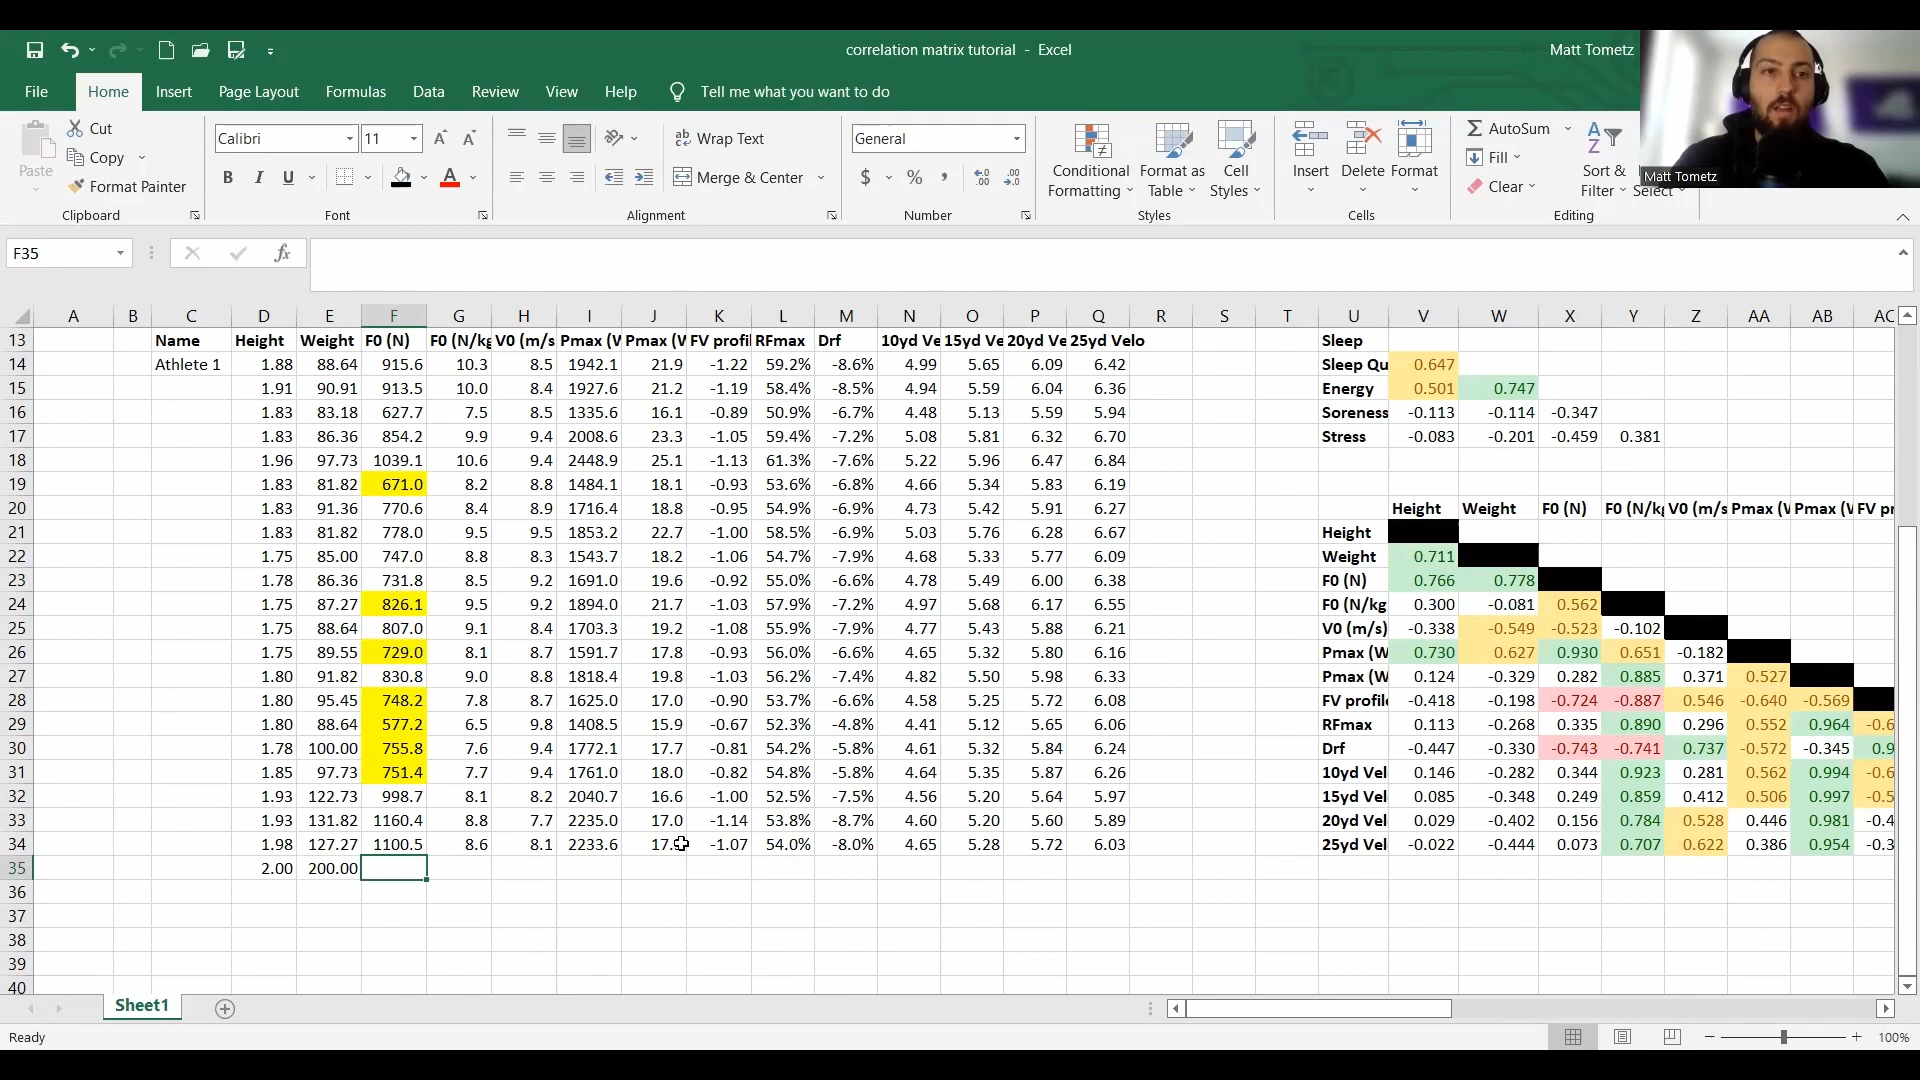 correlation matrix tutorial - Excel
Matt Tometz
File Home Insert Page Layout Formulas Data Review View Help Tell me what you want to do
Paste
Cut
Copy
Format Painter
Clipboard
Calibri 11
A A
B I U A
Font
Wrap Text
Merge & Center
Alignment
General
$ % ,
Number
Conditional Formatting
Format as Table
Cell Styles
Styles
Insert Delete Format
Cells
AutoSum
Fill
Clear
Sort & Filter
Select
Editing
Matt Tometz
F35 fx
A B C D E F G H I J K L M N O P Q R S T U V W X Y Z AA AB AC
13 Name Height Weight F0 (N) F0 (N/kg V0 (m/s Pmax (W Pmax (W FV profil RFmax Drf 10yd Ve 15yd Ve 20yd Ve 25yd Velo Sleep
14 Athlete 1 1.88 88.64 915.6 10.3 8.5 1942.1 21.9 -1.22 59.2% -8.6% 4.99 5.65 6.09 6.42 Sleep Qu 0.647
15 1.91 90.91 913.5 10.0 8.4 1927.6 21.2 -1.19 58.4% -8.5% 4.94 5.59 6.04 6.36 Energy 0.501 0.747
16 1.83 83.18 627.7 7.5 8.5 1335.6 16.1 -0.89 50.9% -6.7% 4.48 5.13 5.59 5.94 Soreness -0.113 -0.114 -0.347
17 1.83 86.36 854.2 9.9 9.4 2008.6 23.3 -1.05 59.4% -7.2% 5.08 5.81 6.32 6.70 Stress -0.083 -0.201 -0.459 0.381
18 1.96 97.73 1039.1 10.6 9.4 2448.9 25.1 -1.13 61.3% -7.6% 5.22 5.96 6.47 6.84
19 1.83 81.82 671.0 8.2 8.8 1484.1 18.1 -0.93 53.6% -6.8% 4.66 5.34 5.83 6.19
20 1.83 91.36 770.6 8.4 8.9 1716.4 18.8 -0.95 54.9% -6.9% 4.73 5.42 5.91 6.27 Height Weight F0 (N) F0 (N/kg V0 (m/s Pmax (W Pmax (W FV pr
21 1.83 81.82 778.0 9.5 9.5 1853.2 22.7 -1.00 58.5% -6.9% 5.03 5.76 6.28 6.67 Height
22 1.75 85.00 747.0 8.8 8.3 1543.7 18.2 -1.06 54.7% -7.9% 4.68 5.33 5.77 6.09 Weight 0.711
23 1.78 86.36 731.8 8.5 9.2 1691.0 19.6 -0.92 55.0% -6.6% 4.78 5.49 6.00 6.38 F0 (N) 0.766 0.778
24 1.75 87.27 826.1 9.5 9.2 1894.0 21.7 -1.03 57.9% -7.2% 4.97 5.68 6.17 6.55 F0 (N/kg 0.300 -0.081 0.562
25 1.75 88.64 807.0 9.1 8.4 1703.3 19.2 -1.08 55.9% -7.9% 4.77 5.43 5.88 6.21 V0 (m/s) -0.338 -0.549 -0.523 -0.102
26 1.75 89.55 729.0 8.1 8.7 1591.7 17.8 -0.93 56.0% -6.6% 4.65 5.32 5.80 6.16 Pmax (W 0.730 0.627 0.930 0.651 -0.182
27 1.80 91.82 830.8 9.0 8.8 1818.4 19.8 -1.03 56.2% -7.4% 4.82 5.50 5.98 6.33 Pmax (W 0.124 -0.329 0.282 0.885 0.371 0.527
28 1.80 95.45 748.2 7.8 8.7 1625.0 17.0 -0.90 53.7% -6.6% 4.58 5.25 5.72 6.08 FV profile -0.418 -0.198 -0.724 -0.887 0.546 -0.640 -0.569
29 1.80 88.64 577.2 6.5 9.8 1408.5 15.9 -0.67 52.3% -4.8% 4.41 5.12 5.65 6.06 RFmax 0.113 -0.268 0.335 0.890 0.296 0.552 0.964 -0.6
30 1.78 100.00 755.8 7.6 9.4 1772.1 17.7 -0.81 54.2% -5.8% 4.61 5.32 5.84 6.24 Drf -0.447 -0.330 -0.743 -0.741 0.737 -0.572 -0.345 0.9
31 1.85 97.73 751.4 7.7 9.4 1761.0 18.0 -0.82 54.8% -5.8% 4.64 5.35 5.87 6.26 10yd Vel 0.146 -0.282 0.344 0.923 0.281 0.562 0.994 -0.6
32 1.93 122.73 998.7 8.1 8.2 2040.7 16.6 -1.00 52.5% -7.5% 4.56 5.20 5.64 5.97 15yd Vel 0.085 -0.348 0.249 0.859 0.412 0.506 0.997 -0.5
33 1.93 131.82 1160.4 8.8 7.7 2235.0 17.0 -1.14 53.8% -8.7% 4.60 5.20 5.60 5.89 20yd Vel 0.029 -0.402 0.156 0.784 0.528 0.446 0.981 -0.4
34 1.98 127.27 1100.5 8.6 8.1 2233.6 17. -1.07 54.0% -8.0% 4.65 5.28 5.72 6.03 25yd Vel -0.022 -0.444 0.073 0.707 0.622 0.386 0.954 -0.3
35 2.00 200.00
36
37
38
39
40
Sheet1
Ready 100%